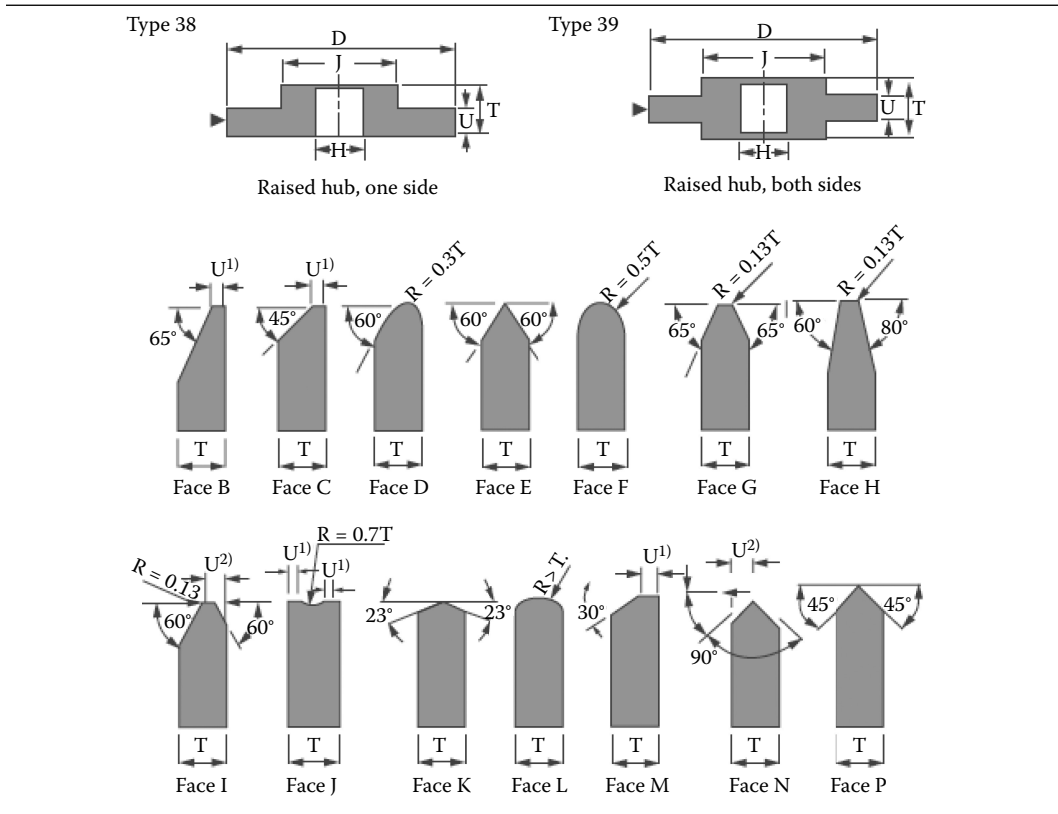 Type 38
D
J
U
T
H
Raised hub, one side
Type 39
D
J
U
T
H
Raised hub, both sides
U1)
65°
T
Face B
U1)
45°
T
Face C
R = 0.3T
60°
T
Face D
60°
60°
T
Face E
R = 0.5T
T
Face F
R = 0.13T
65°
65°
T
Face G
R = 0.13T
60°
80°
T
Face H
R = 0.13
U2)
60°
60°
T
Face I
R = 0.7T
U1)
U1)
T
Face J
23°
23°
T
Face K
R> T.
T
Face L
U1)
30°
T
Face M
U2)
90°
T
Face N
45°
45°
T
Face P